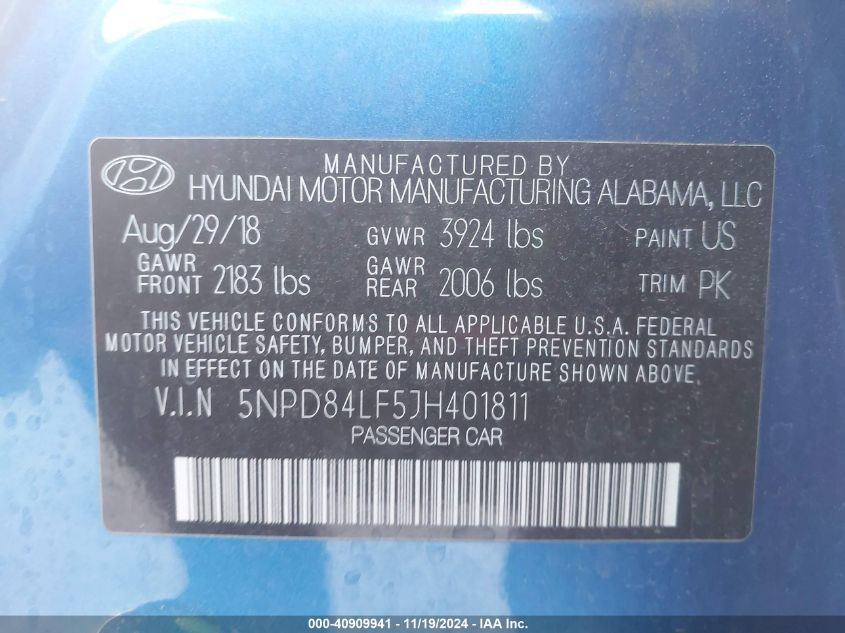 MANUFACTURED BY
HYUNDAI MOTOR MANUFACTURING ALABAMA, LLC
Aug/29/18 GVWR 3924 lbs PAINT US
GAWR FRONT 2183 lbs GAWR REAR 2006 lbs TRIM PK
THIS VEHICLE CONFORMS TO ALL APPLICABLE U.S.A. FEDERAL
MOTOR VEHICLE SAFETY, BUMPER, AND THEFT PREVENTION STANDARDS
IN EFFECT ON THE DATE OF MANUFACTURE SHOWN ABOVE.
V.I.N 5NPD84LF5JH401811
PASSENGER CAR
000-40909941 - 11/19/2024 - IAA Inc.